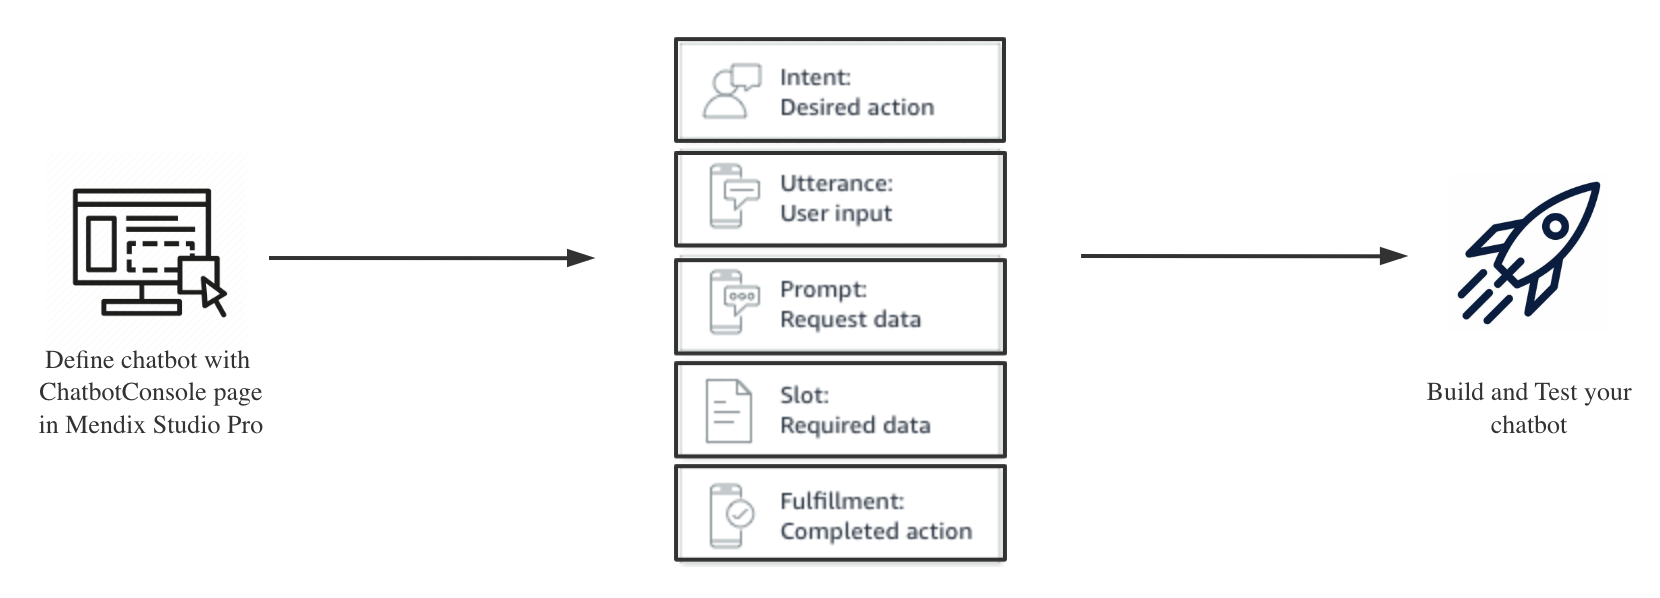 Define chatbot with
ChatbotConsole page
in Mendix Studio Pro
Intent:
Desired action
Utterance:
User input
Prompt:
Request data
Slot:
Required data
Fulfillment:
Completed action
Build and Test your
chatbot